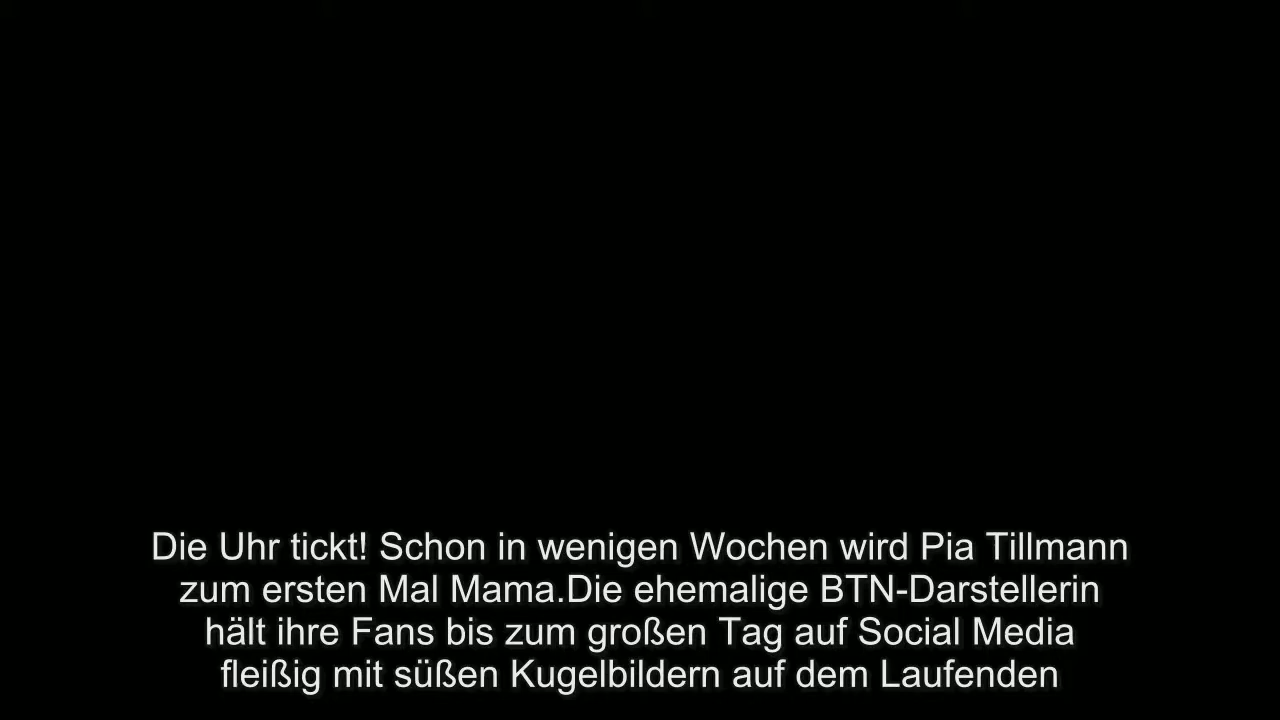 Die Uhr tickt! Schon in wenigen Wochen wird Pia Tillmann
zum ersten Mal Mama.Die ehemalige BTN-Darstellerin
hält ihre Fans bis zum großen Tag auf Social Media
fleißig mit süßen Kugelbildern auf dem Laufenden